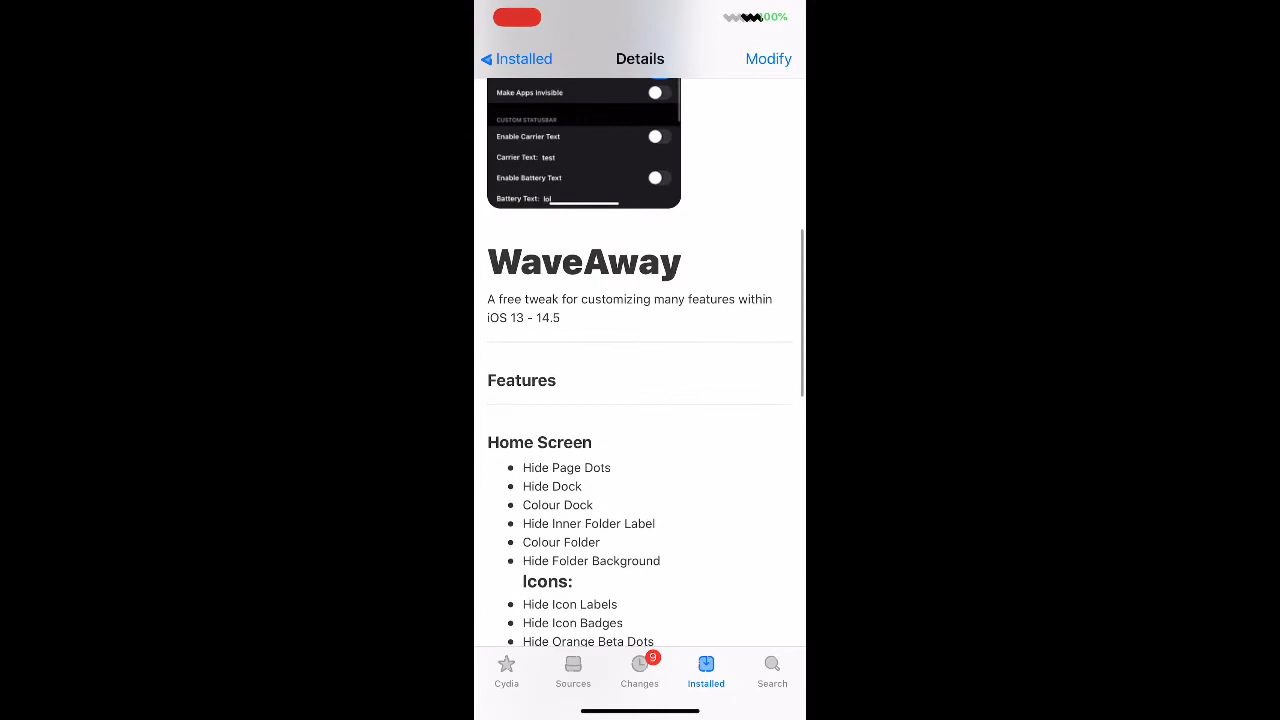 100%
Installed
Details
Modify
Make Apps Invisible
CUSTOM STATUSBAR
Enable Carrier Text
Carrier Text: test
Enable Battery Text
Battery Text: lol
WaveAway
A free tweak for customizing many features within
iOS 13 - 14.5
Features
Home Screen
Hide Page Dots
Hide Dock
Colour Dock
Hide Inner Folder Label
Colour Folder
Hide Folder Background
Icons:
Hide Icon Labels
Hide Icon Badges
Hide Orange Beta Dots
9
Cydia
Sources
Changes
Installed
Search